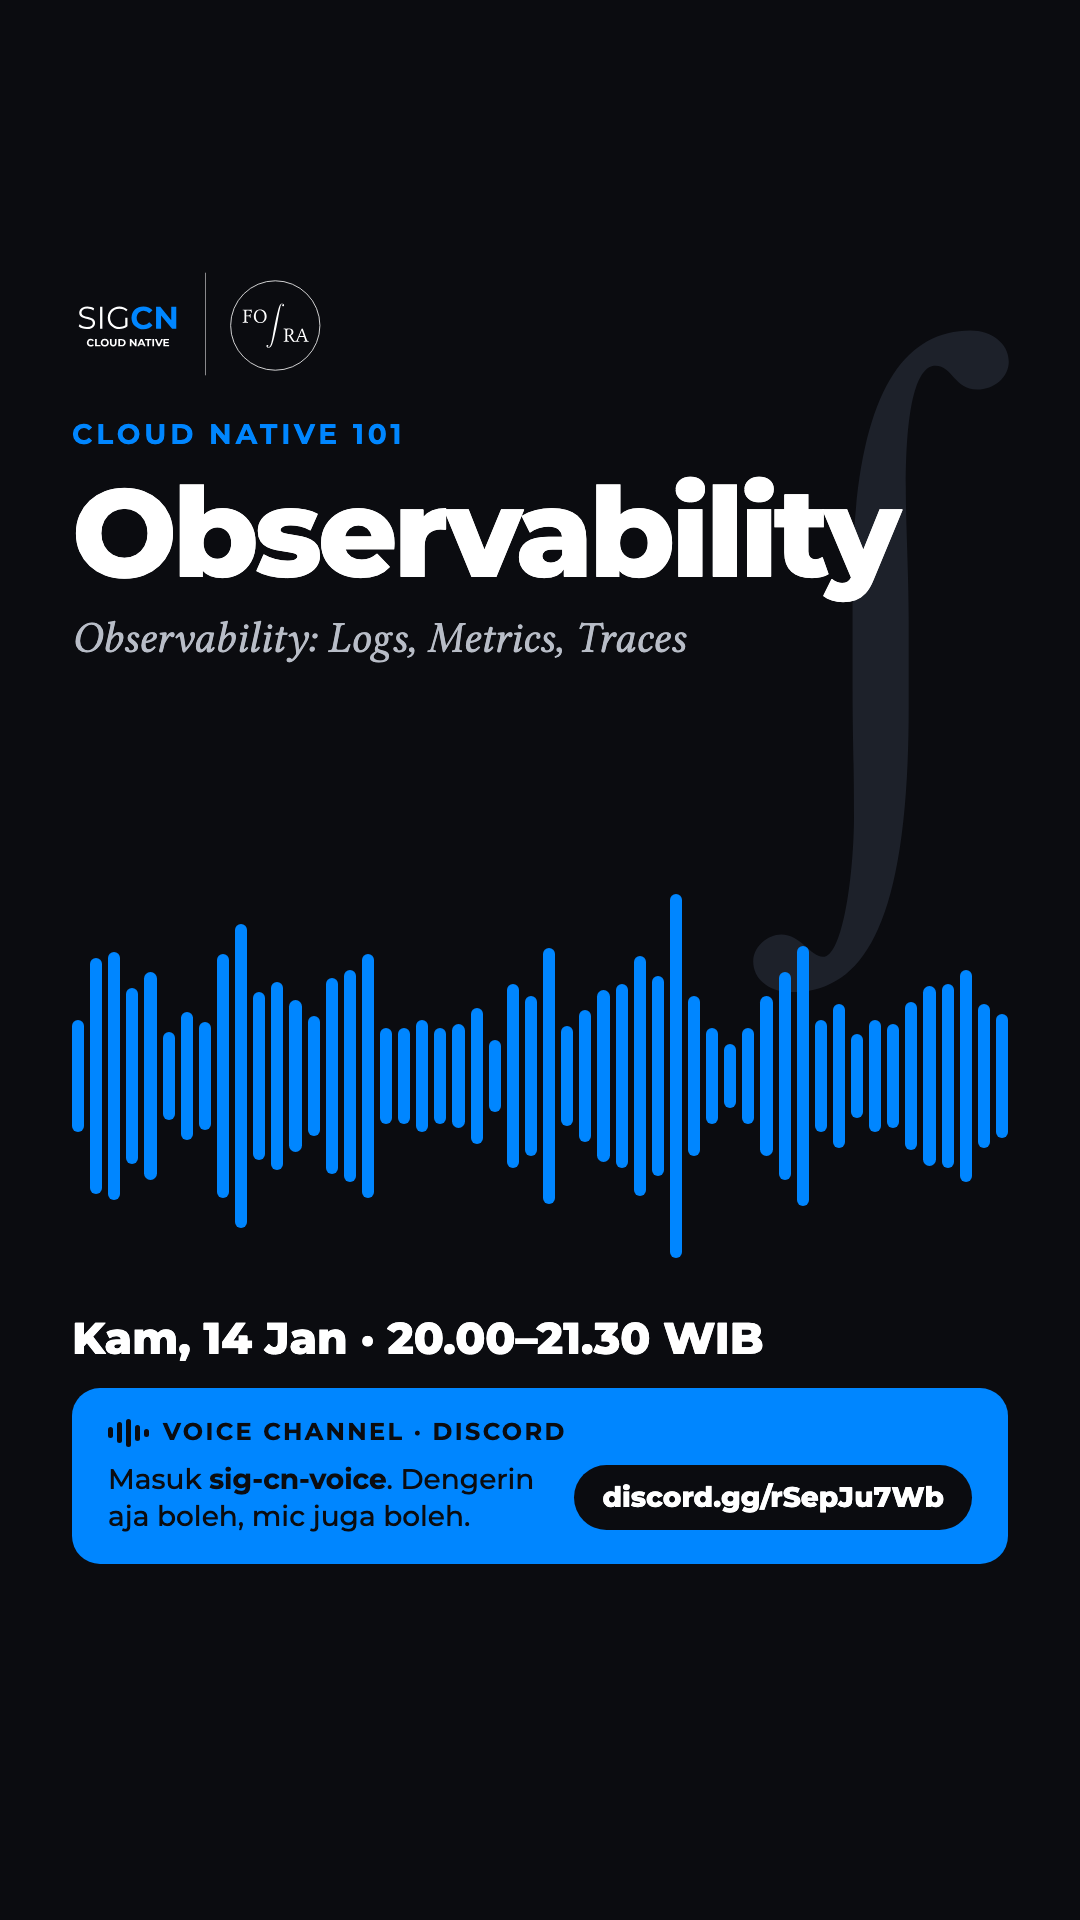 SIGCN
CLOUD NATIVE
FO∫RA
CLOUD NATIVE 101
Observability
Observability: Logs, Metrics, Traces
Kam, 14 Jan · 20.00–21.30 WIB
VOICE CHANNEL · DISCORD
Masuk sig-cn-voice. Dengerin
aja boleh, mic juga boleh.
discord.gg/rSepJu7Wb